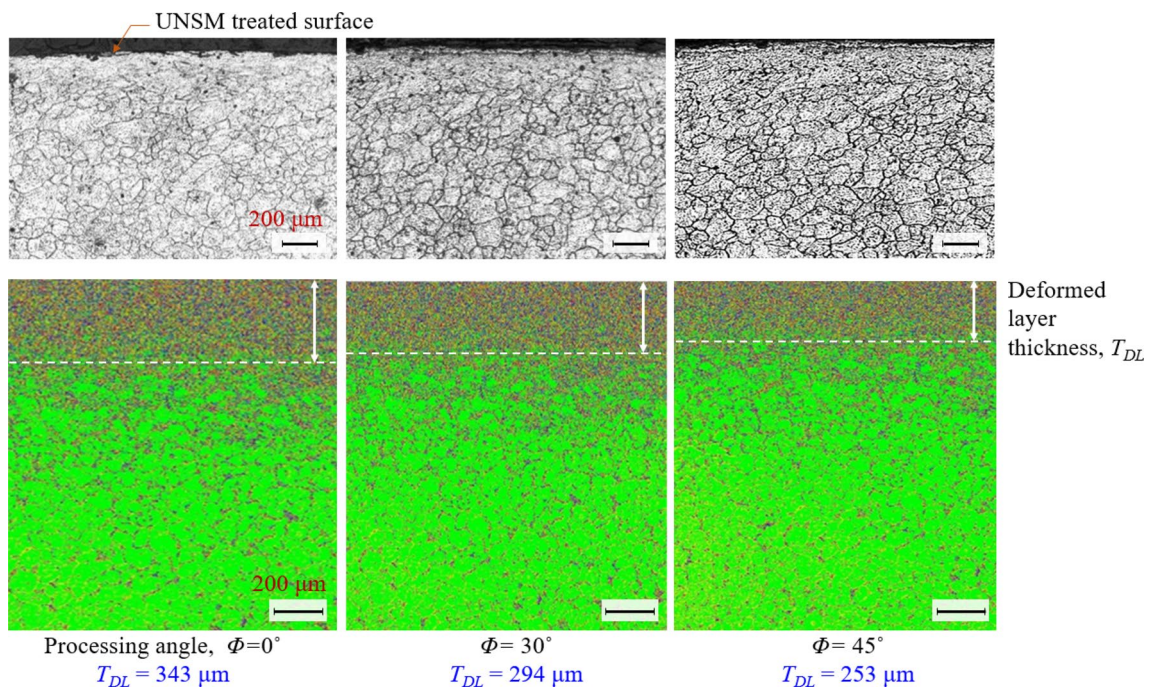 UNSM treated surface
200 μm
Deformed
layer
thickness, T_DL
200 μm
Processing angle, Φ=0°
Φ= 30°
Φ= 45°
T_DL = 343 μm
T_DL = 294 μm
T_DL = 253 μm